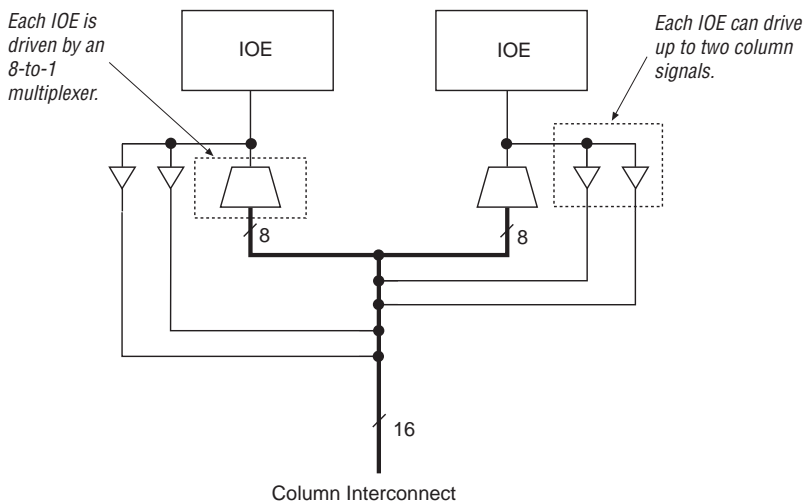 Each IOE is
driven by an
8-to-1
multiplexer.
IOE
IOE
Each IOE can drive
up to two column
signals.
8
8
16
Column Interconnect